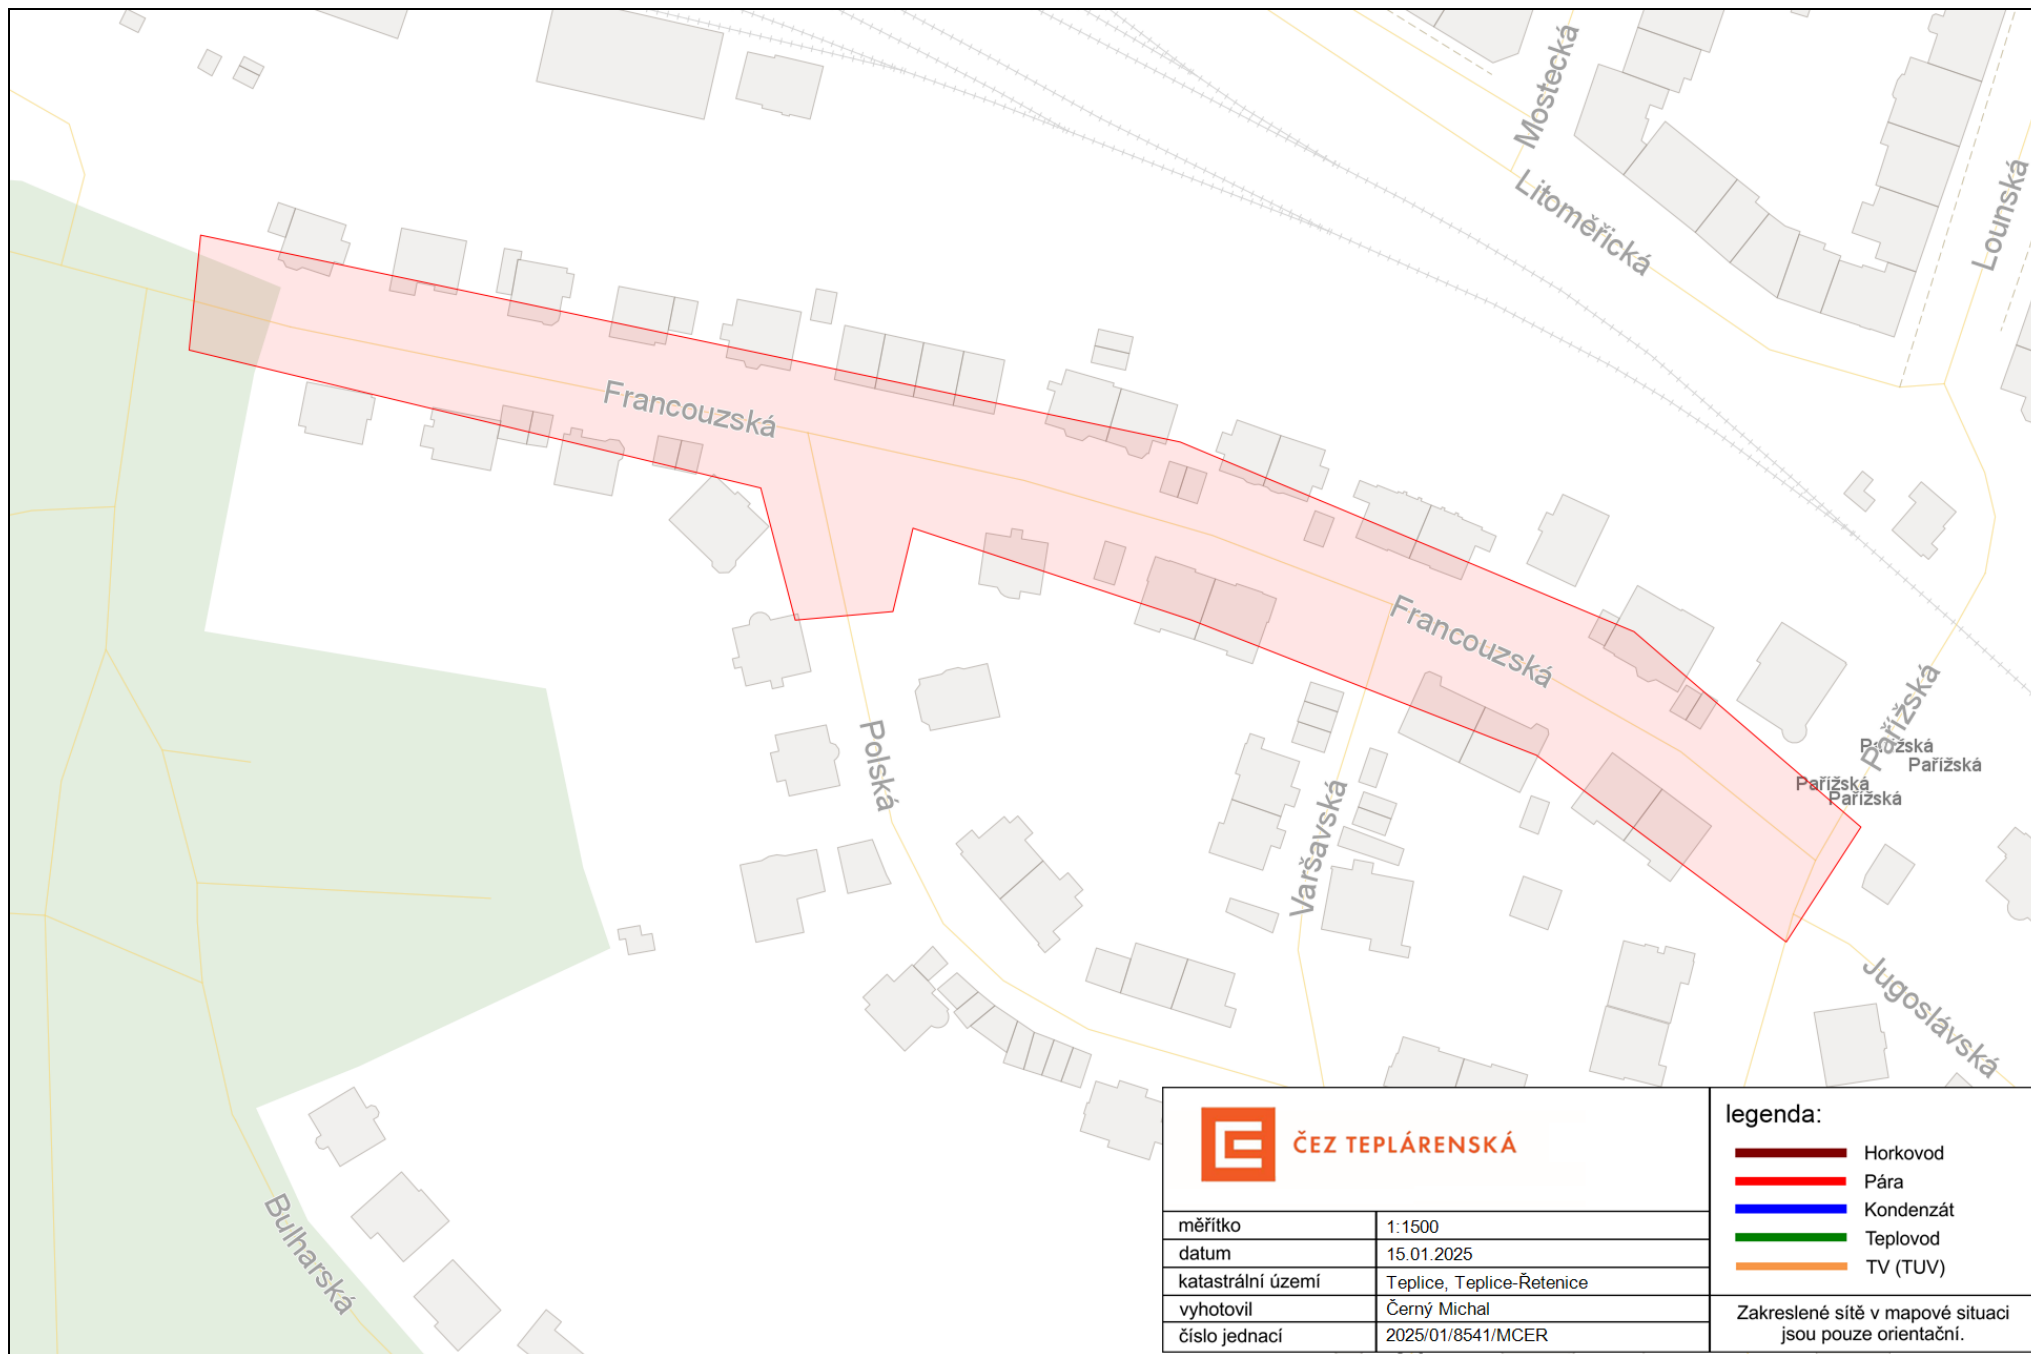 Mostecká
Litoměřická
Lounská
Francouzská
Francouzská
Pařížská
Pařížská
Pařížská
Pařížská
Pařížská
Polská
Varšavská
Jugoslávská
Bulharská
ČEZ TEPLÁRENSKÁ
měřítko 1:1500
datum 15.01.2025
katastrální území Teplice, Teplice-Řetenice
vyhotovil Černý Michal
číslo jednací 2025/01/8541/MCER
legenda:
Horkovod
Pára
Kondenzát
Teplovod
TV (TUV)
Zakreslené sítě v mapové situaci
jsou pouze orientační.